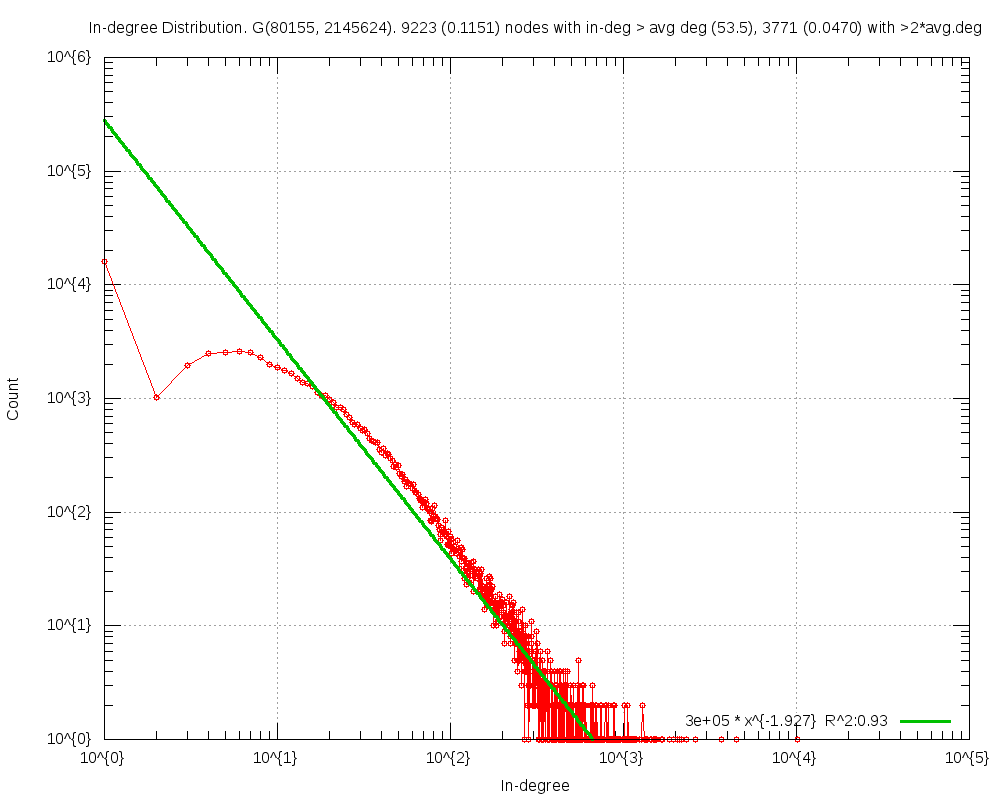 In-degree Distribution. G(80155, 2145624). 9223 (0.1151) nodes with in-deg > avg deg (53.5), 3771 (0.0470) with >2*avg.deg
10^{6}
10^{5}
10^{4}
10^{3}
10^{2}
10^{1}
10^{0}
Count
3e+05 * x^{-1.927} R^2:0.93
10^{0} 10^{1} 10^{2} 10^{3} 10^{4} 10^{5}
In-degree